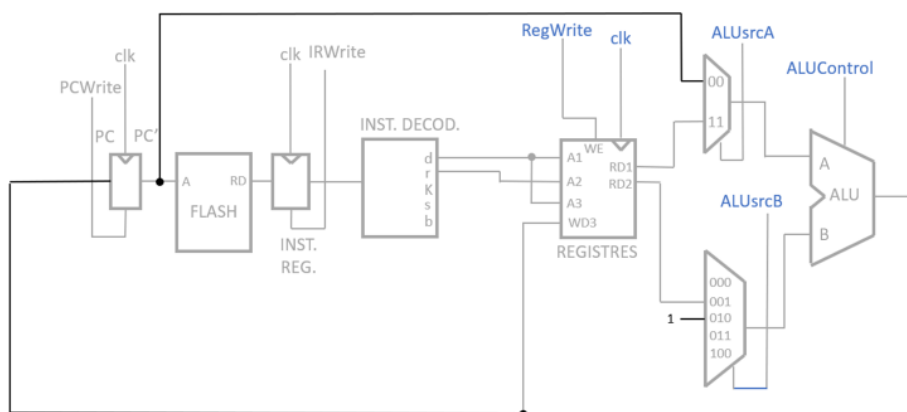 RegWrite
clk
ALUsrcA
clk
IRWrite
ALUControl
PCWrite
00
INST. DECOD.
PC
PC'
11
WE
d
A1
RD1
A
RD
r
A2
RD2
A
K
FLASH
s
A3
ALU
ALUsrcB
b
WD3
INST.
REG.
REGISTRES
B
000
001
1
010
011
100